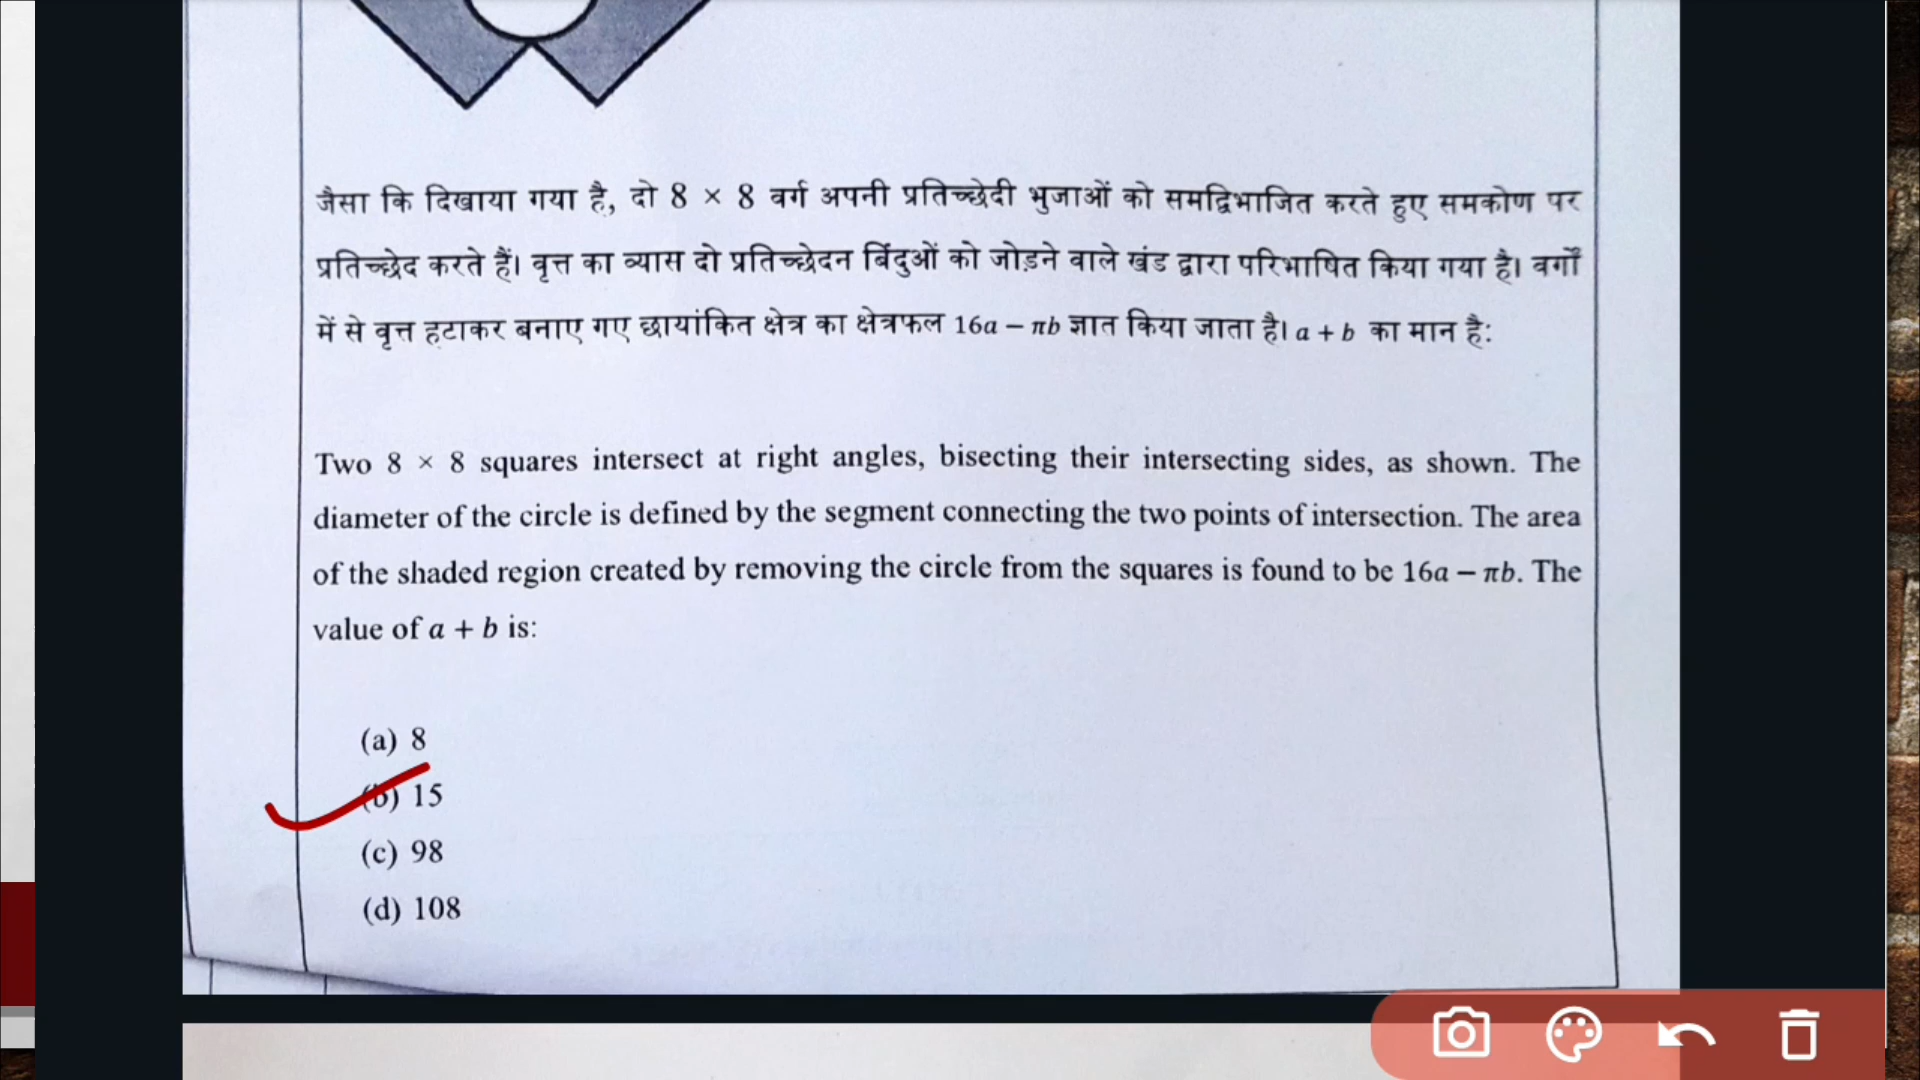 जैसा कि दिखाया गया है, दो 8 × 8 वर्ग अपनी प्रतिच्छेदी भुजाओं को समद्विभाजित करते हुए समकोण पर
प्रतिच्छेद करते हैं। वृत्त का व्यास दो प्रतिच्छेदन बिंदुओं को जोड़ने वाले खंड द्वारा परिभाषित किया गया है। वर्गों
में से वृत्त हटाकर बनाए गए छायांकित क्षेत्र का क्षेत्रफल 16a – πb ज्ञात किया जाता है। a + b का मान है:
Two 8 × 8 squares intersect at right angles, bisecting their intersecting sides, as shown. The
diameter of the circle is defined by the segment connecting the two points of intersection. The area
of the shaded region created by removing the circle from the squares is found to be 16a – πb. The
value of a + b is:
(a) 8
(b) 15
(c) 98
(d) 108